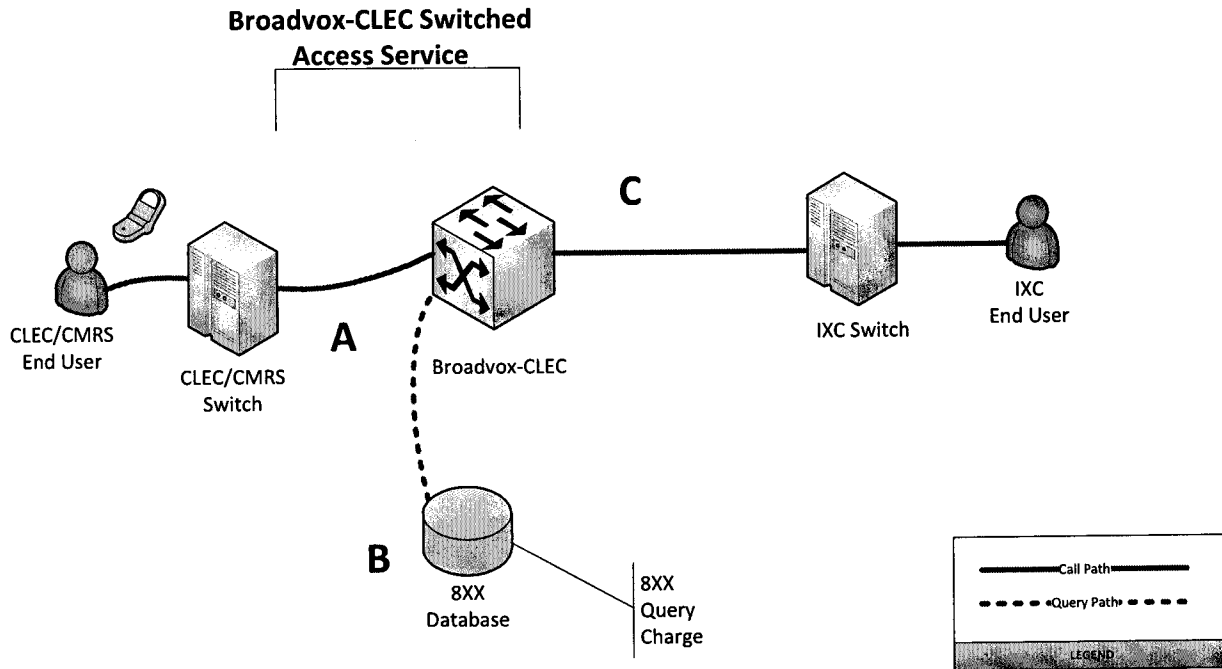 Broadvox-CLEC Switched
Access Service
C
CLEC/CMRS
End User
A
CLEC/CMRS
Switch
Broadvox-CLEC
IXC Switch
IXC
End User
B
8XX
Database
8XX
Query
Charge
Call Path
Query Path
LEGEND